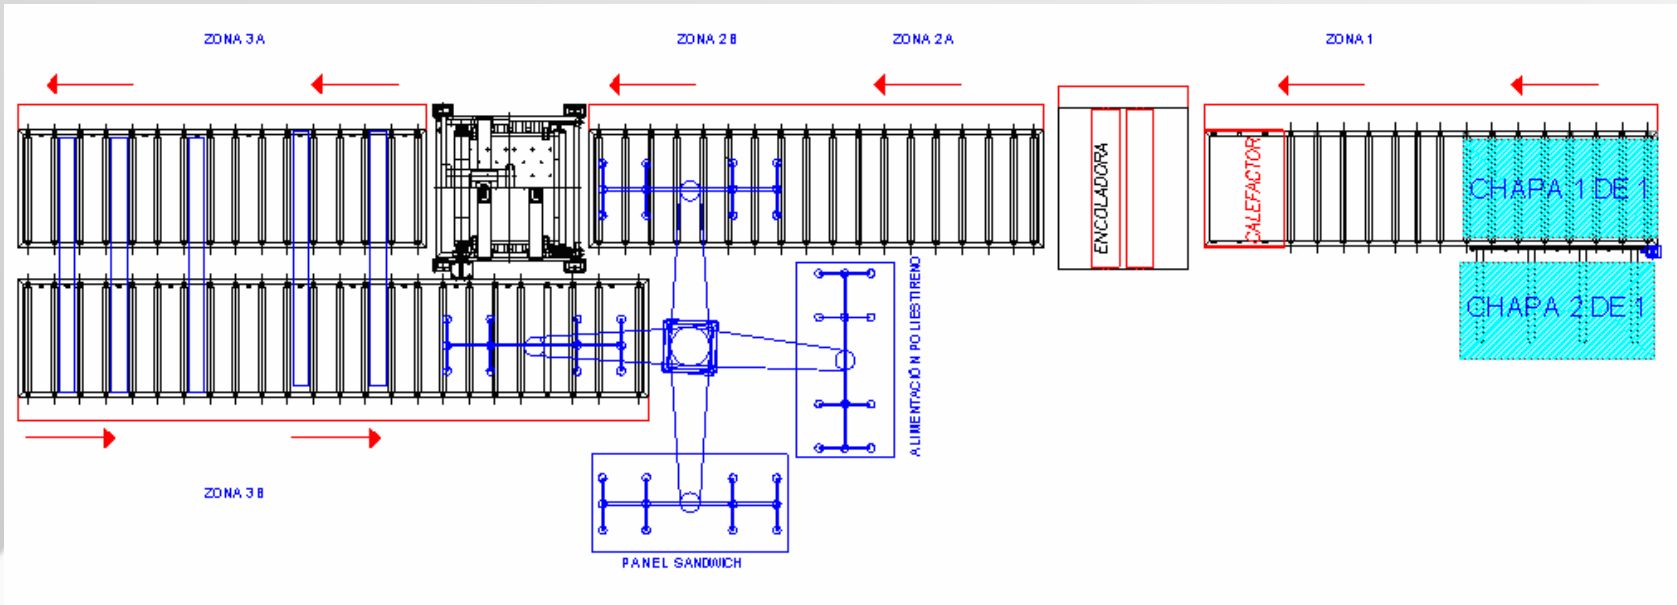 ZONA 3A
ZONA 2B
ZONA 2A
ZONA 1
ENCOLADORA
CALEFACTOR
CHAPA 1 DE 1
CHAPA 2 DE 1
ALIMENTACIÓN POLIESTIRENO
ZONA 3B
PANEL SANDWICH